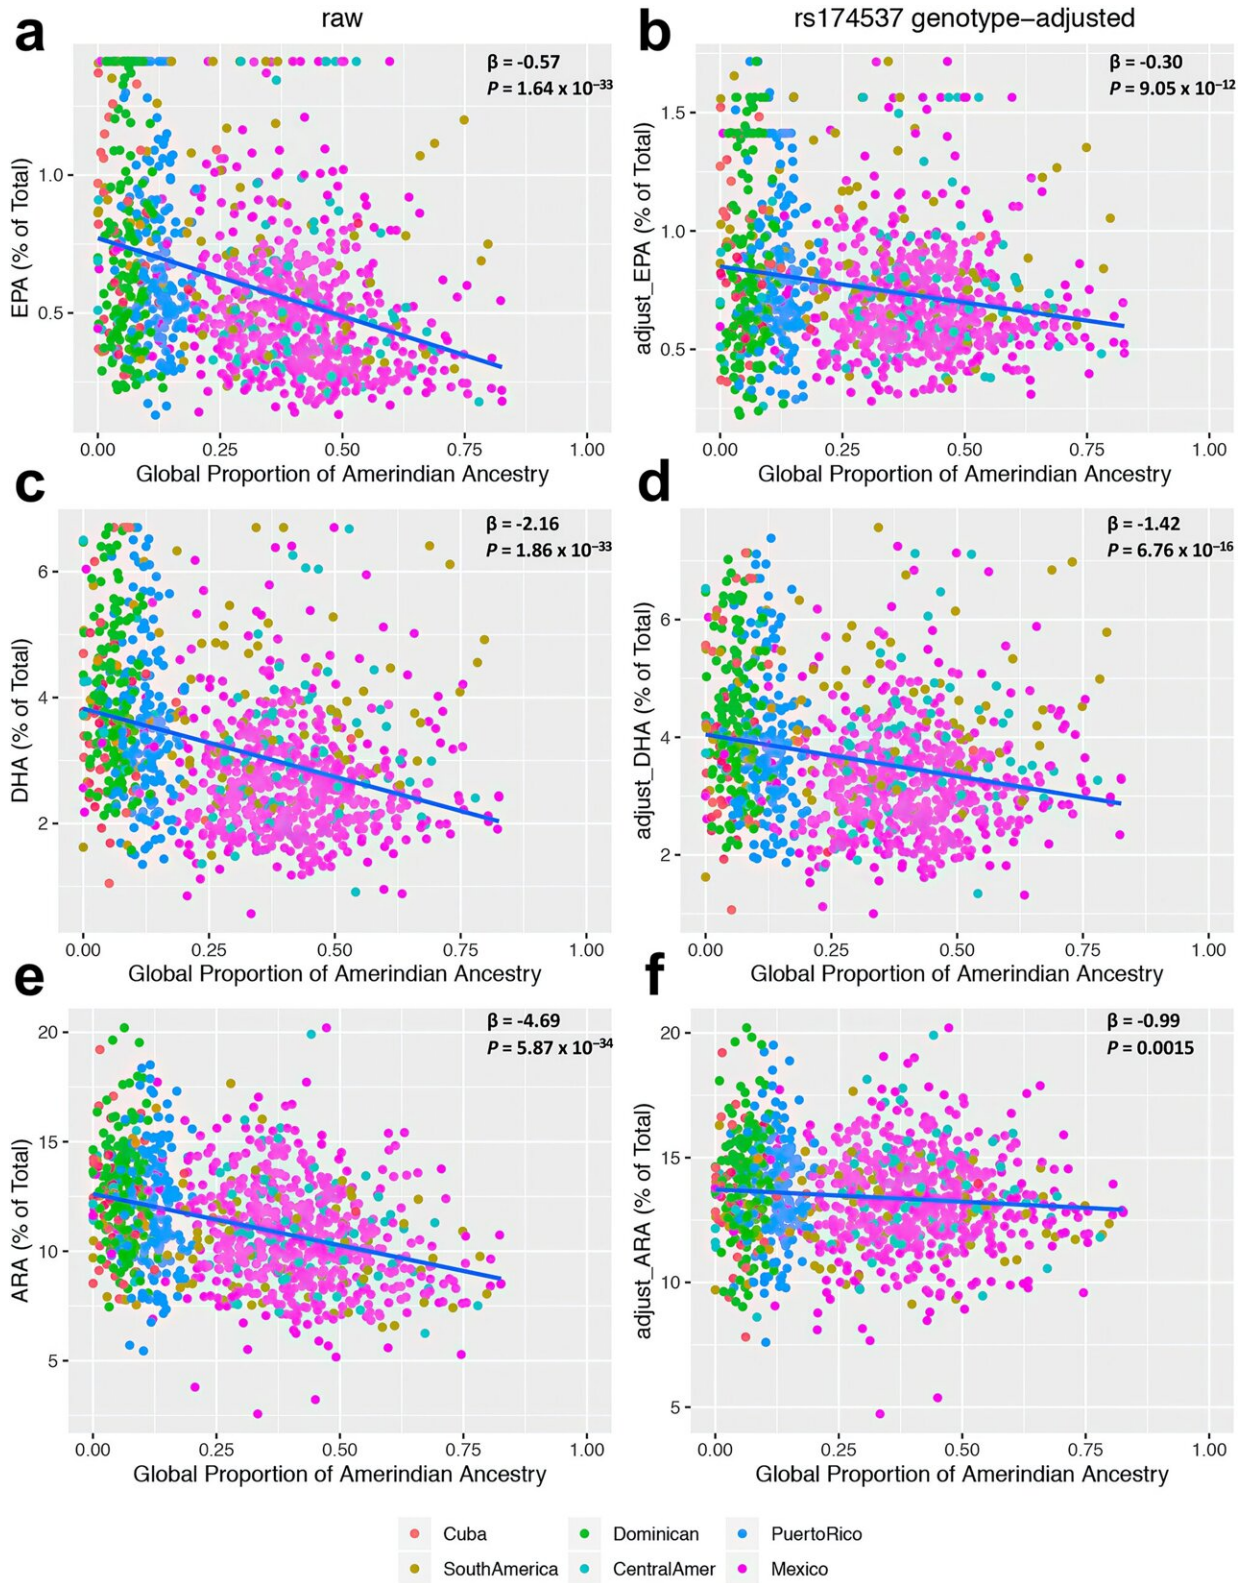 raw
rs174537 genotype-adjusted
a
β = -0.57
P = 1.64 x 10⁻³³
EPA (% of Total)
1.0
0.5
0.00 0.25 0.50 0.75 1.00
Global Proportion of Amerindian Ancestry
b
β = -0.30
P = 9.05 x 10⁻¹²
adjust_EPA (% of Total)
1.5
1.0
0.5
0.00 0.25 0.50 0.75 1.00
Global Proportion of Amerindian Ancestry
c
β = -2.16
P = 1.86 x 10⁻³³
DHA (% of Total)
6
4
2
0.00 0.25 0.50 0.75 1.00
Global Proportion of Amerindian Ancestry
d
β = -1.42
P = 6.76 x 10⁻¹⁶
adjust_DHA (% of Total)
6
4
2
0.00 0.25 0.50 0.75 1.00
Global Proportion of Amerindian Ancestry
e
β = -4.69
P = 5.87 x 10⁻³⁴
ARA (% of Total)
20
15
10
5
0.00 0.25 0.50 0.75 1.00
Global Proportion of Amerindian Ancestry
f
β = -0.99
P = 0.0015
adjust_ARA (% of Total)
20
15
10
5
0.00 0.25 0.50 0.75 1.00
Global Proportion of Amerindian Ancestry
Cuba Dominican PuertoRico
SouthAmerica CentralAmer Mexico